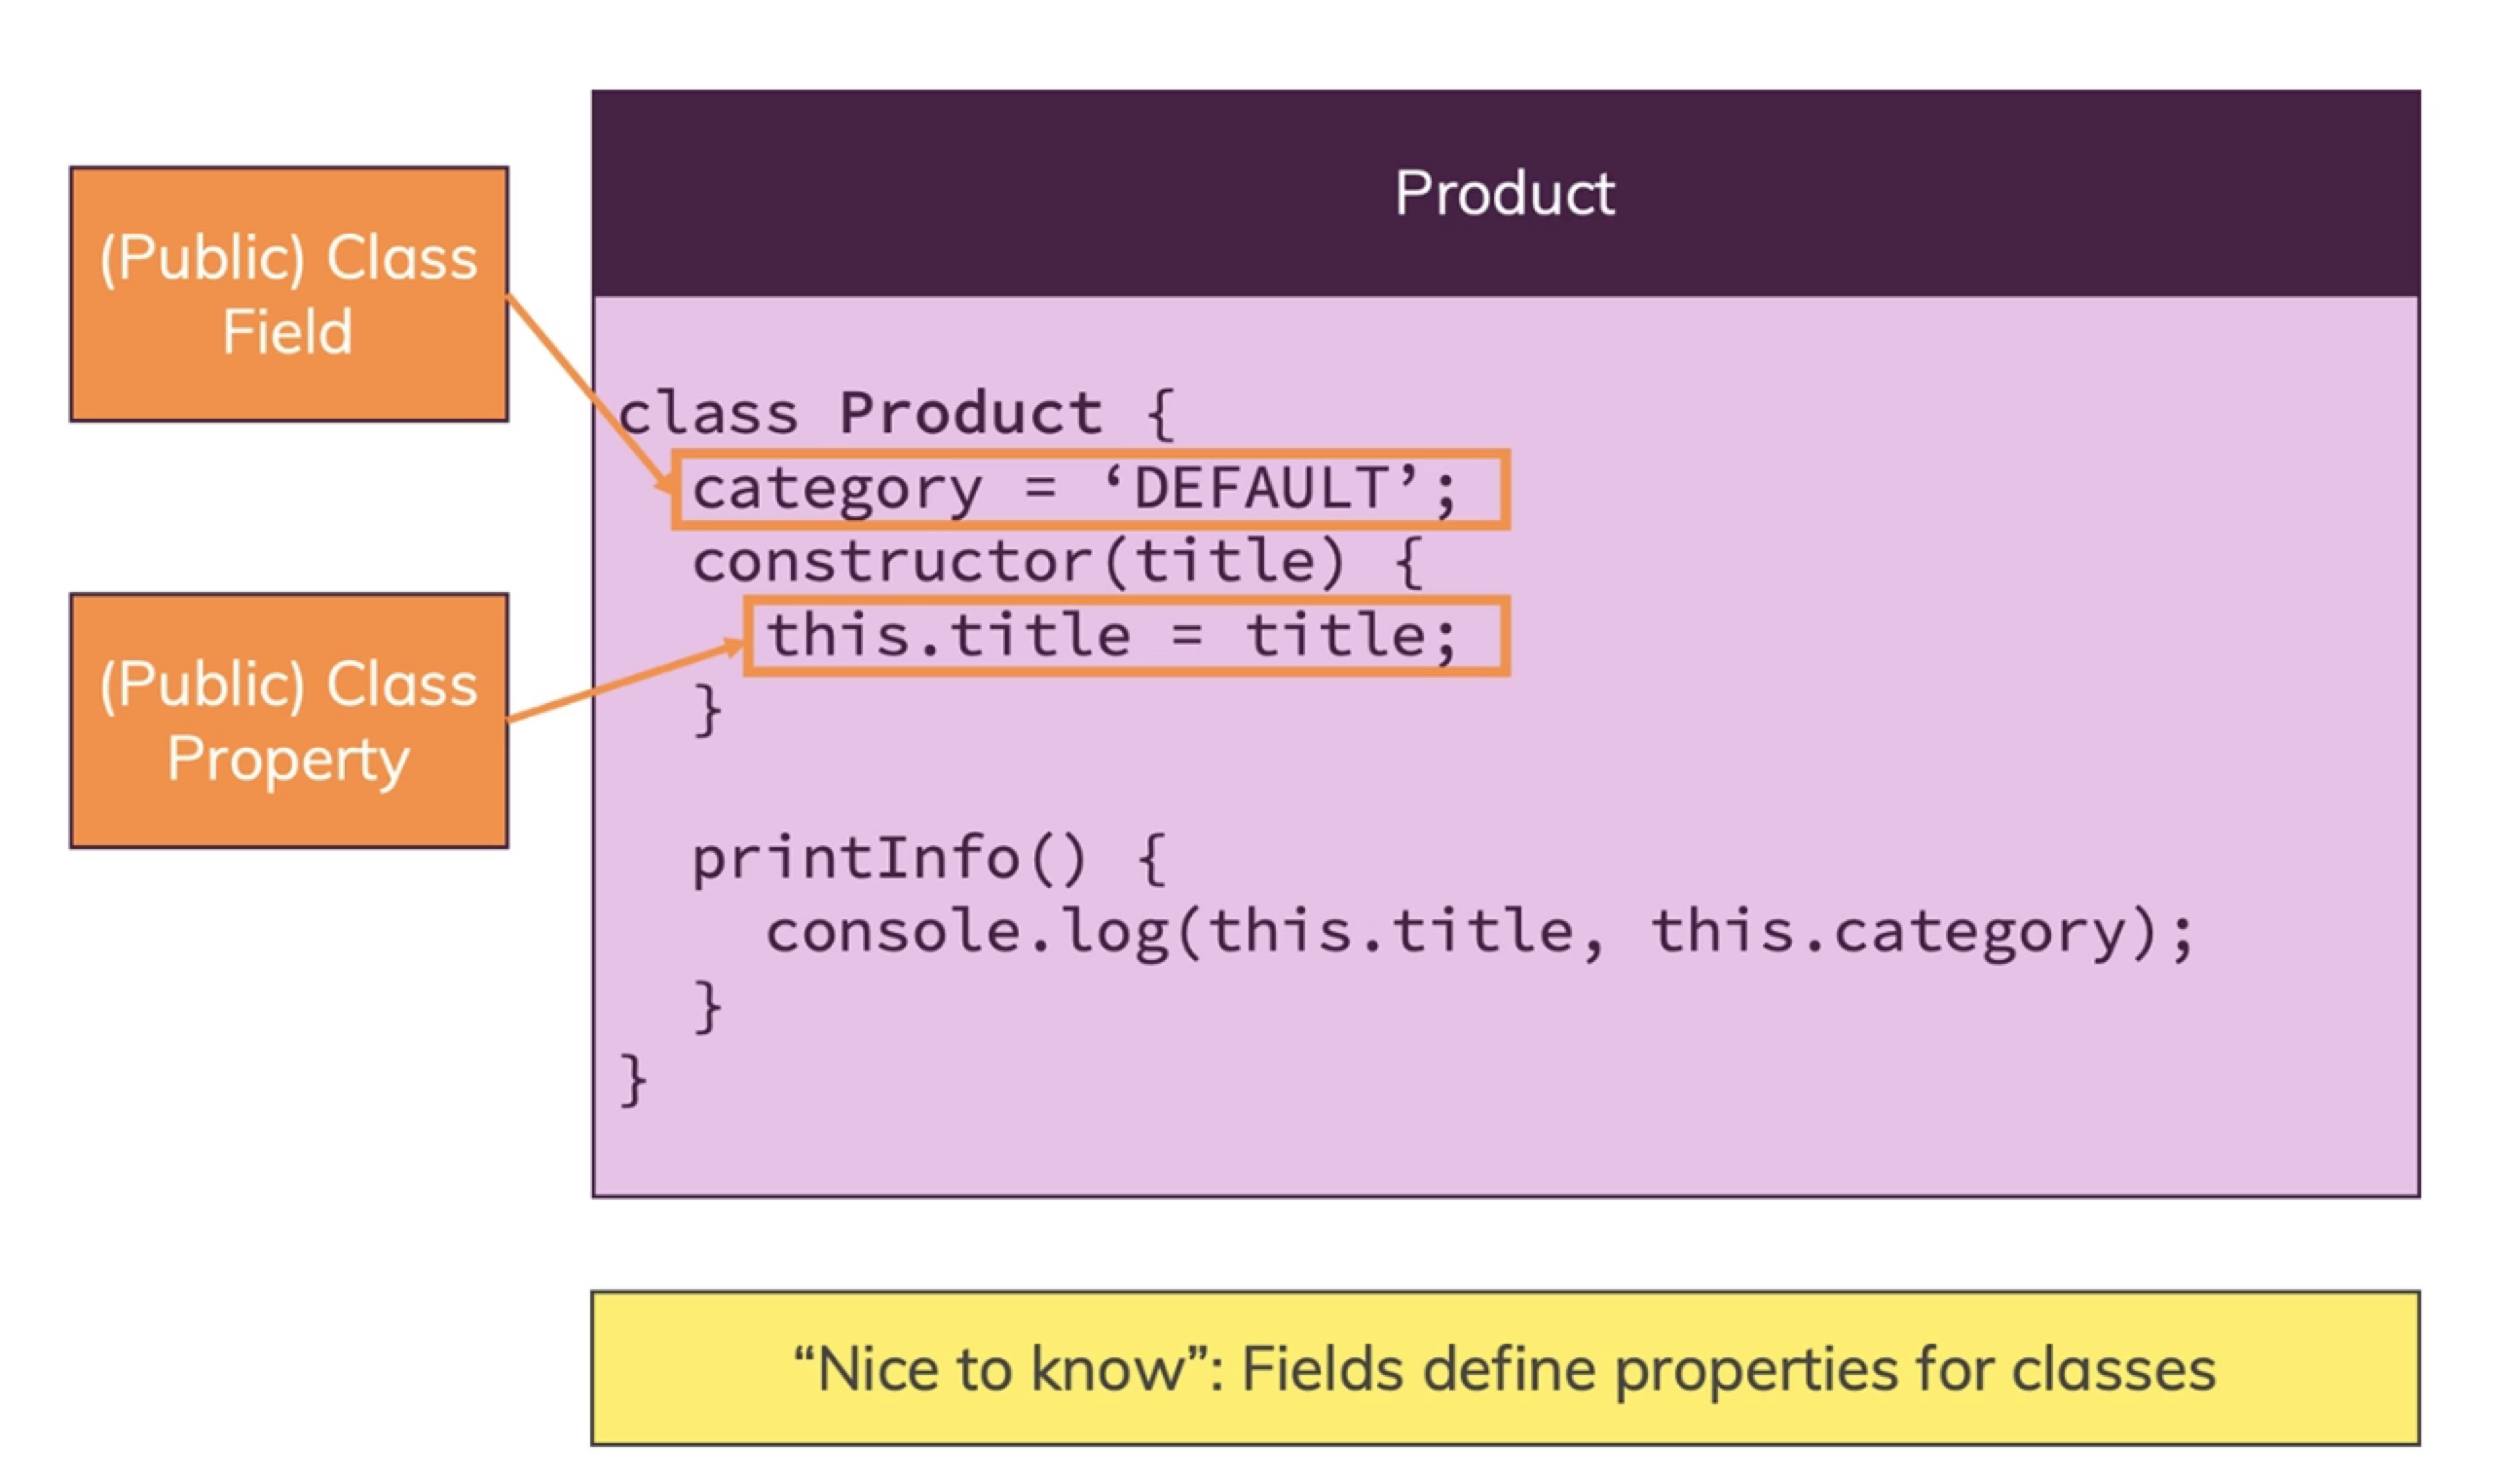 Product
(Public) Class
Field
class Product {
category = ‘DEFAULT’;
constructor(title) {
this.title = title;
}
(Public) Class
Property
printInfo() {
console.log(this.title, this.category);
}
}
“Nice to know”: Fields define properties for classes